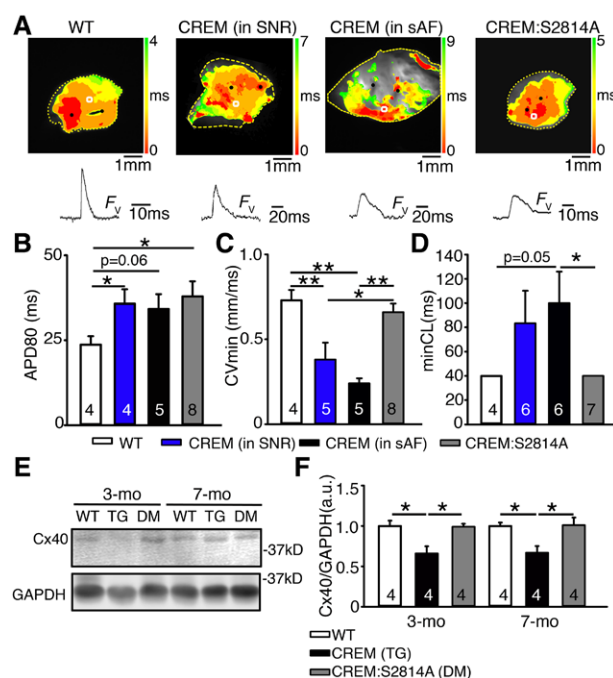 A
WT
CREM (in SNR)
CREM (in sAF)
CREM:S2814A
4
ms
0
7
ms
0
9
ms
0
5
ms
0
1mm
1mm
1mm
1mm
FV
10ms
FV
20ms
FV
20ms
FV
10ms
B
APD80 (ms)
50
25
0
*
p=0.06
*
4
4
5
8
C
CVmin (mm/ms)
1.0
0.5
0
**
**
**
*
4
5
5
8
D
minCL(ms)
140
120
100
80
60
40
20
0
p=0.05
*
4
6
6
7
WT
CREM (in SNR)
CREM (in sAF)
CREM:S2814A
E
3-mo
7-mo
WT TG DM WT TG DM
Cx40
-37kD
-37kD
GAPDH
F
Cx40/GAPDH(a.u.)
1.5
1.0
0.5
0
*
*
*
*
4
4
4
4
4
4
3-mo
7-mo
WT
CREM (TG)
CREM:S2814A (DM)